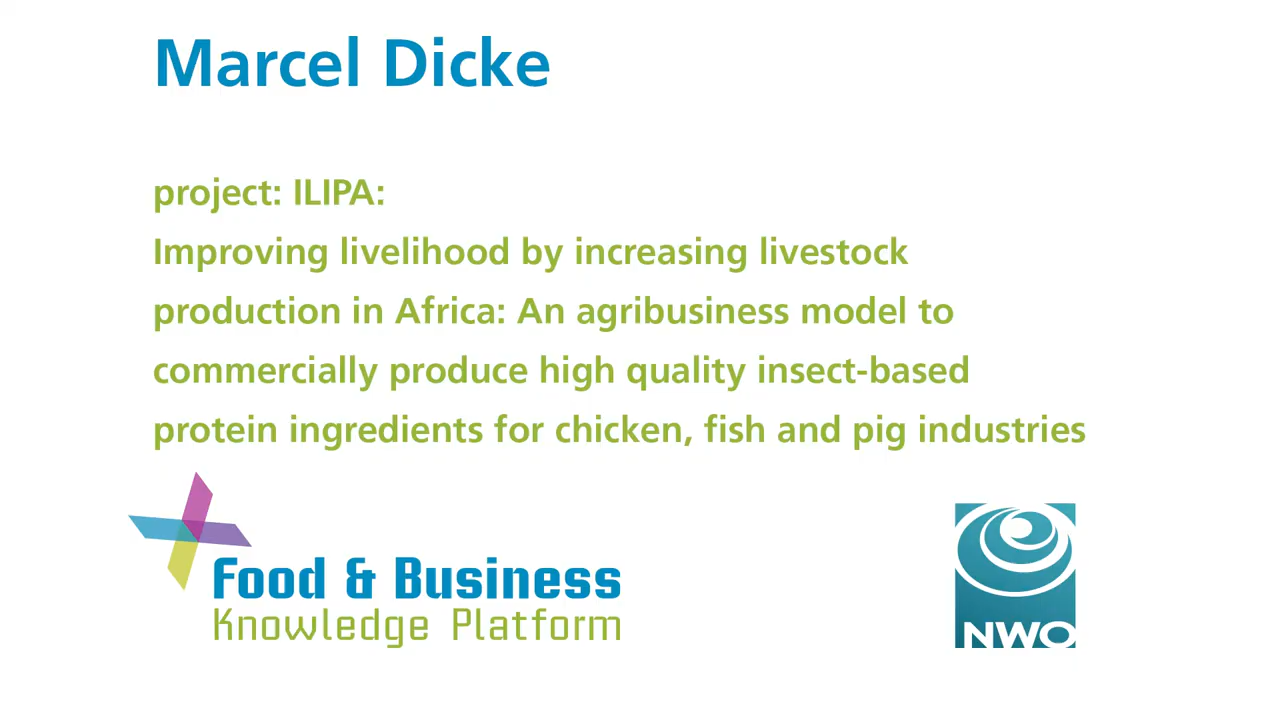 Marcel Dicke
project: ILIPA:
Improving livelihood by increasing livestock
production in Africa: An agribusiness model to
commercially produce high quality insect-based
protein ingredients for chicken, fish and pig industries
Food & Business
Knowledge Platform
NWO